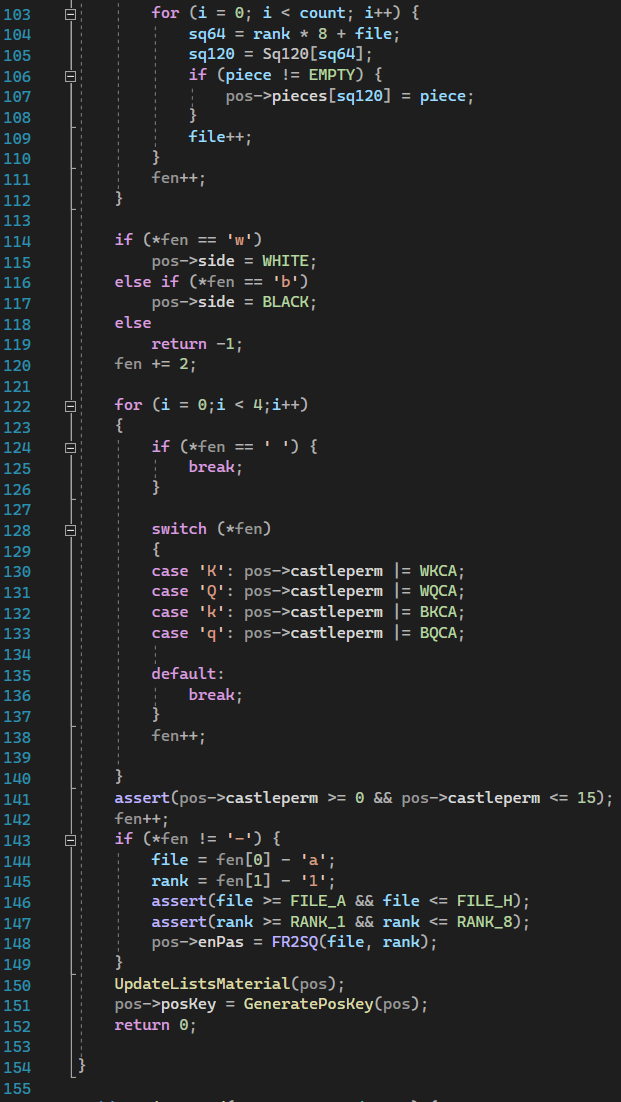 103 for (i = 0; i < count; i++) {
104 sq64 = rank * 8 + file;
105 sq120 = Sq120[sq64];
106 if (piece != EMPTY) {
107 pos->pieces[sq120] = piece;
108 }
109 file++;
110 }
111 fen++;
112 }
113
114 if (*fen == 'w')
115 pos->side = WHITE;
116 else if (*fen == 'b')
117 pos->side = BLACK;
118 else
119 return -1;
120 fen += 2;
121
122 for (i = 0;i < 4;i++)
123 {
124 if (*fen == ' ') {
125 break;
126 }
127
128 switch (*fen)
129 {
130 case 'K': pos->castleperm |= WKCA;
131 case 'Q': pos->castleperm |= WQCA;
132 case 'k': pos->castleperm |= BKCA;
133 case 'q': pos->castleperm |= BQCA;
134
135 default:
136 break;
137 }
138 fen++;
139
140 }
141 assert(pos->castleperm >= 0 && pos->castleperm <= 15);
142 fen++;
143 if (*fen != '-') {
144 file = fen[0] - 'a';
145 rank = fen[1] - '1';
146 assert(file >= FILE_A && file <= FILE_H);
147 assert(rank >= RANK_1 && rank <= RANK_8);
148 pos->enPas = FR2SQ(file, rank);
149 }
150 UpdateListsMaterial(pos);
151 pos->posKey = GeneratePosKey(pos);
152 return 0;
153
154 }
155